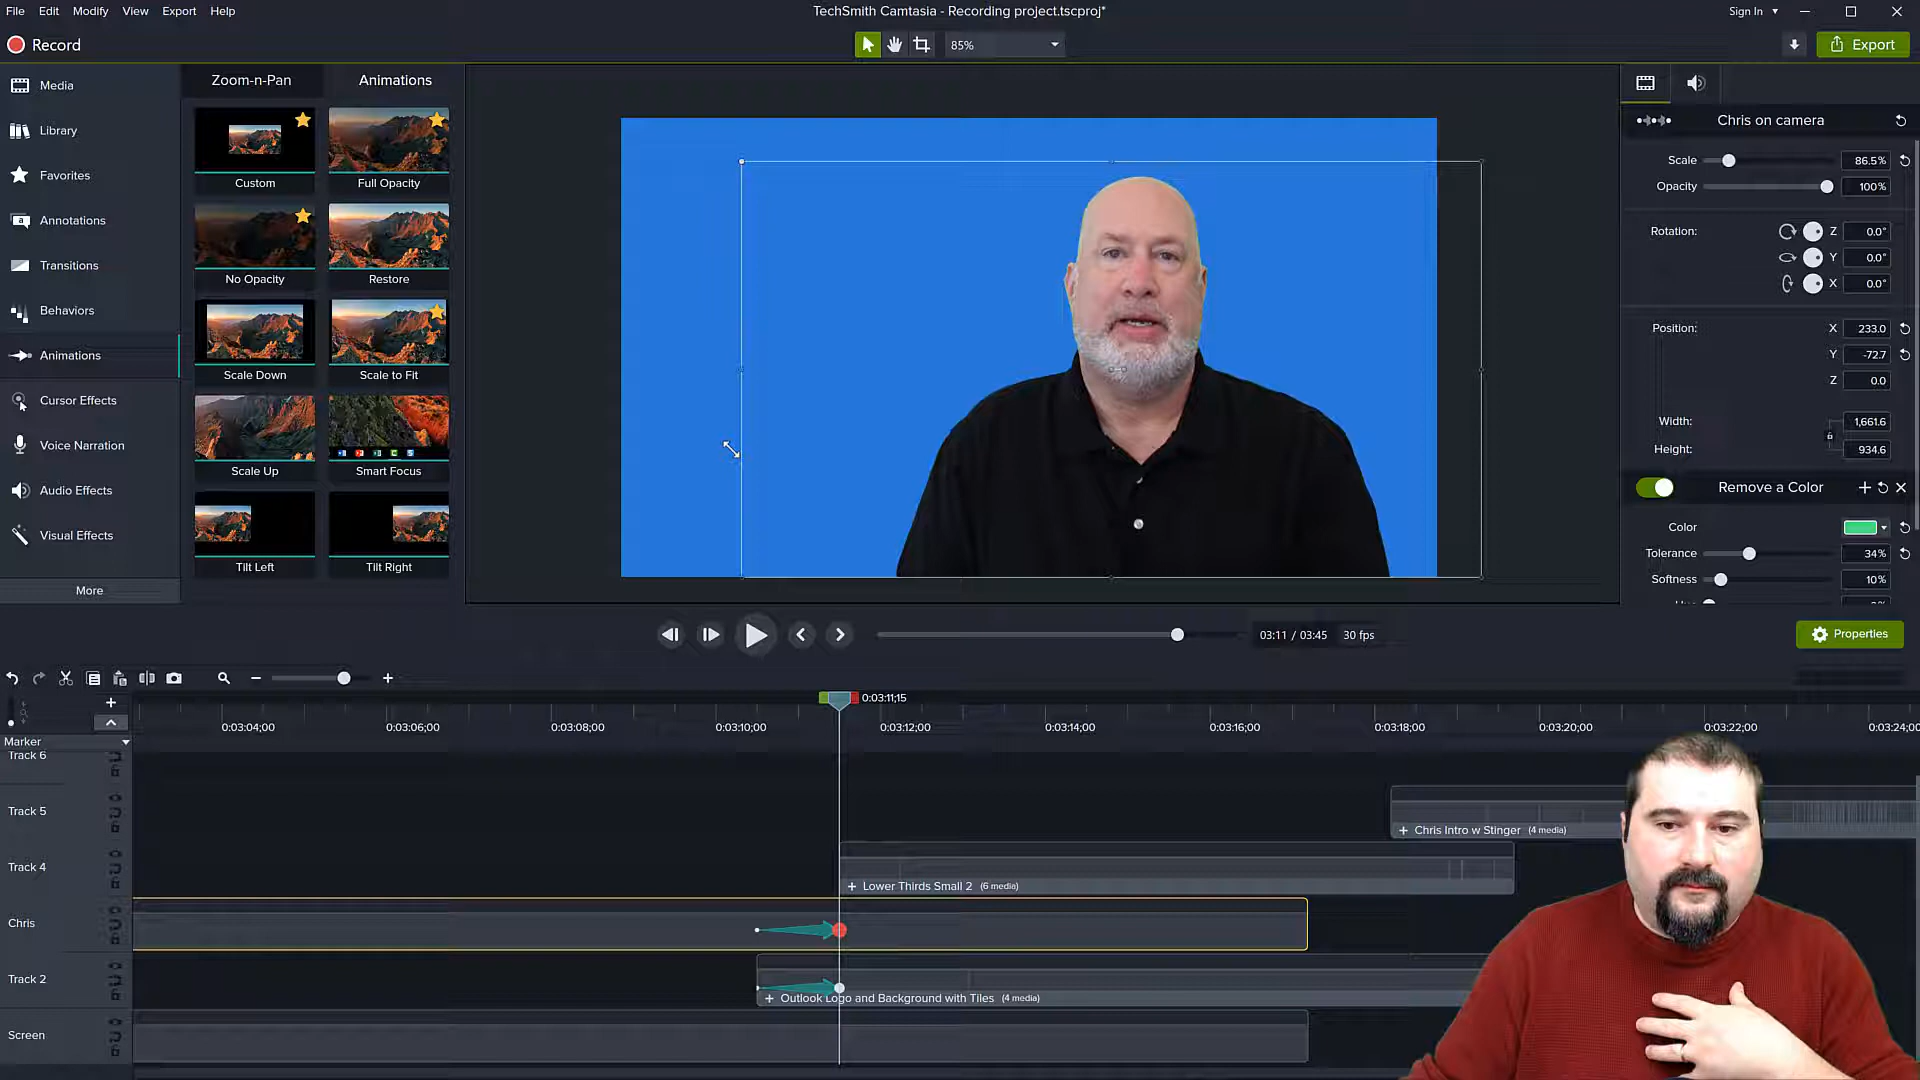 File Edit Modify View Export Help
TechSmith Camtasia - Recording project.tscproj*
Sign In
Record
85%
Export
Media
Library
Favorites
Annotations
Transitions
Behaviors
Animations
Cursor Effects
Voice Narration
Audio Effects
Visual Effects
More
Zoom-n-Pan Animations
Custom Full Opacity
No Opacity Restore
Scale Down Scale to Fit
Scale Up Smart Focus
Tilt Left Tilt Right
Chris on camera
Scale 86.5%
Opacity 100%
Rotation: Z 0.0°
Y 0.0°
X 0.0°
Position: X 233.0
Y -72.7
Z 0.0
Width: 1,661.6
Height: 934.6
Remove a Color
Color
Tolerance 34%
Softness 10%
03:11 / 03:45 30 fps
Properties
0:03:11;15
0:03:04;00 0:03:06;00 0:03:08;00 0:03:10;00 0:03:12;00 0:03:14;00 0:03:16;00 0:03:18;00 0:03:20;00 0:03:22;00 0:03:24;00
Marker
Track 6
Track 5
Chris Intro w Stinger (4 media)
Track 4
Lower Thirds Small 2 (6 media)
Chris
Track 2
Outlook Logo and Background with Tiles (4 media)
Screen